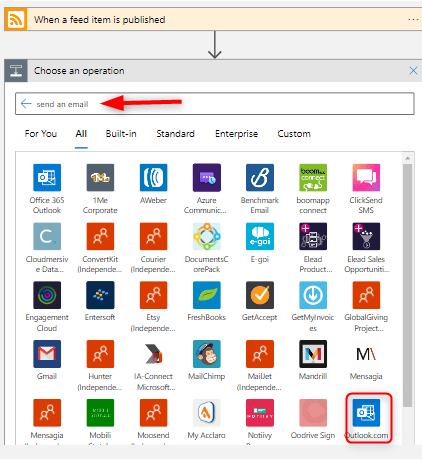 When a feed item is published
Choose an operation
send an email
For You All Built-in Standard Enterprise Custom
Office 365 Outlook
1Me Corporate
AWeber
Azure Communic...
Benchmark Email
boomapp connect
ClickSend SMS
Cloudmersiv e Data...
ConvertKit (Independe...
Courier (Independe...
DocumentsCorePack
E-goi
Elead Product...
Elead Sales Opportuniti...
Engagement Cloud
Entersoft
Etsy (Independe...
FreshBooks
GetAccept
GetMyInvoices
GlobalGiving Project...
Gmail
Hunter (Independe...
IA-Connect Microsoft...
MailChimp
MailJet (Independe...
Mandrill
Mensagia
Mensagia (Independe...
Mobili Station...
Moosend (Independe...
My Acclaro
Notiivy
Oodrive Sign
Outlook.com